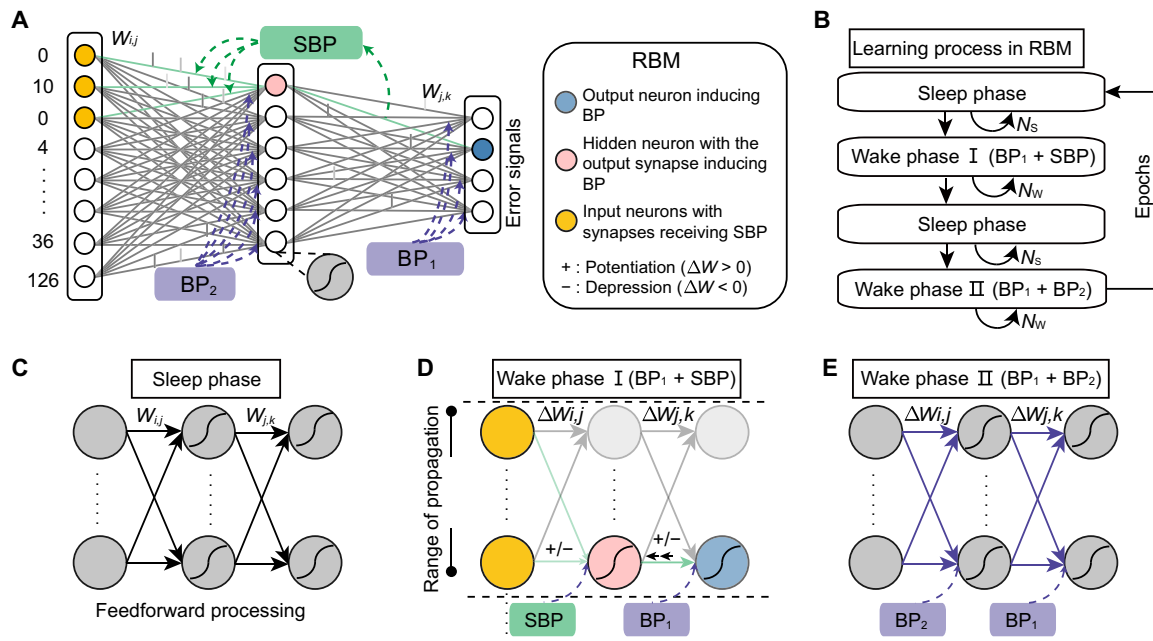 A
W i,j
SBP
W j,k
0
10
0
4
36
126
BP2
BP1
Error signals
RBM
Output neuron inducing
BP
Hidden neuron with the
output synapse inducing
BP
Input neurons with
synapses receiving SBP
+ : Potentiation (ΔW > 0)
− : Depression (ΔW < 0)
B
Learning process in RBM
Sleep phase
NS
Wake phase I (BP1 + SBP)
NW
Sleep phase
NS
Wake phase II (BP1 + BP2)
NW
Epochs
C
Sleep phase
Wi,j
Wj,k
Feedforward processing
D
Wake phase I (BP1 + SBP)
Range of propagation
ΔWi,j
ΔWj,k
+/−
+/−
SBP
BP1
E
Wake phase II (BP1 + BP2)
ΔWi,j
ΔWj,k
BP2
BP1